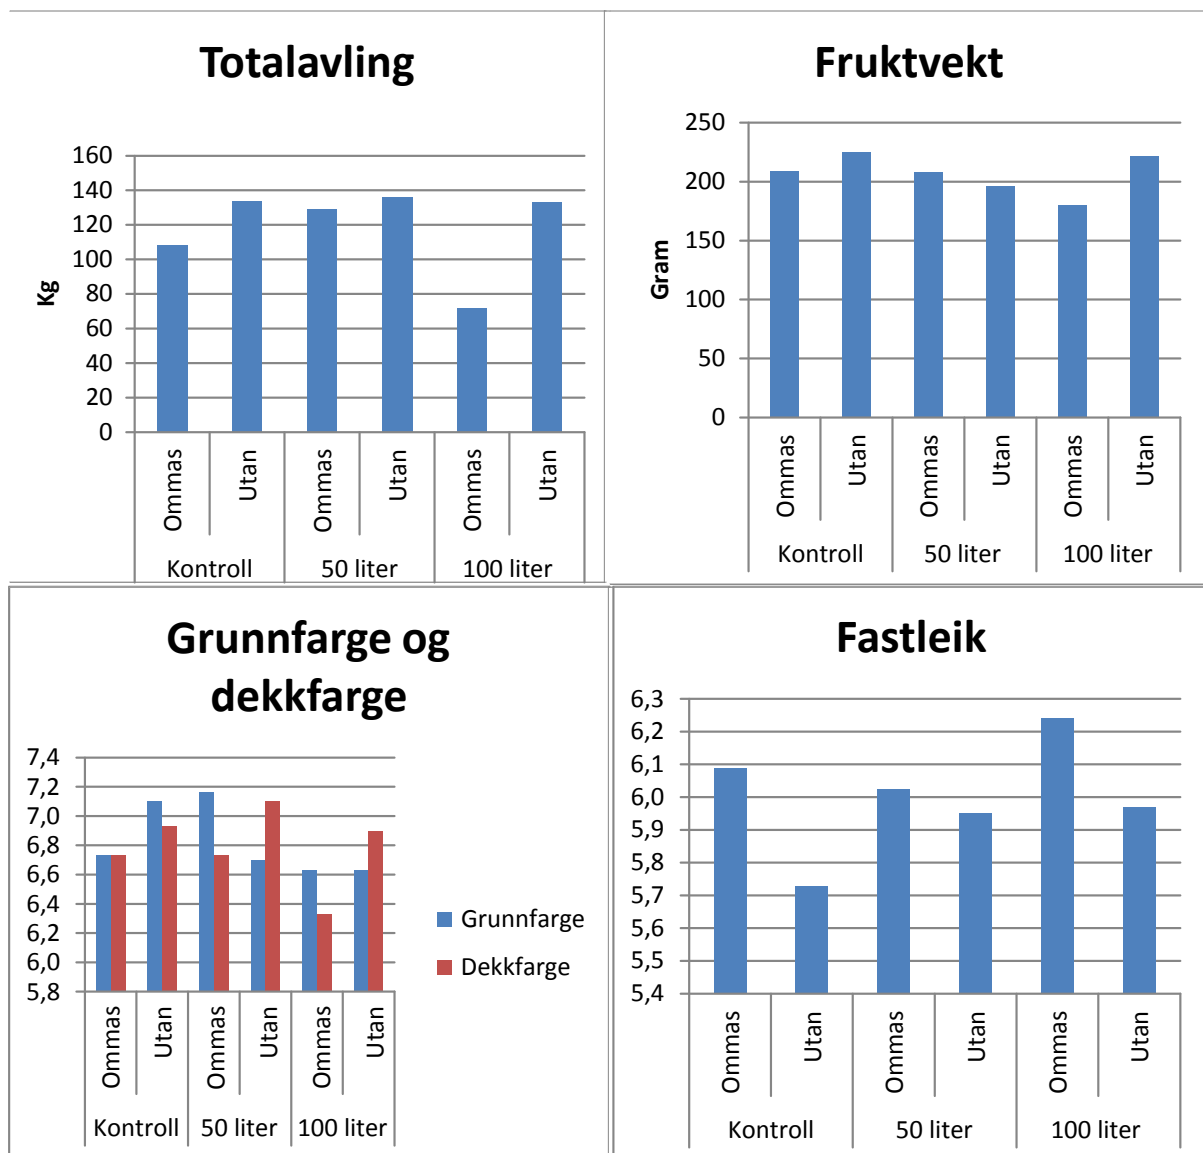 Totalavling
Kg
160
140
120
100
80
60
40
20
0
Ommas
Utan
Ommas
Utan
Ommas
Utan
Kontroll
50 liter
100 liter
Fruktvekt
Gram
250
200
150
100
50
0
Ommas
Utan
Ommas
Utan
Ommas
Utan
Kontroll
50 liter
100 liter
Grunnfarge og
dekkfarge
7,4
7,2
7,0
6,8
6,6
6,4
6,2
6,0
5,8
Ommas
Utan
Ommas
Utan
Ommas
Utan
Kontroll
50 liter
100 liter
Grunnfarge
Dekkfarge
Fastleik
6,3
6,2
6,1
6,0
5,9
5,8
5,7
5,6
5,5
5,4
Ommas
Utan
Ommas
Utan
Ommas
Utan
Kontroll
50 liter
100 liter